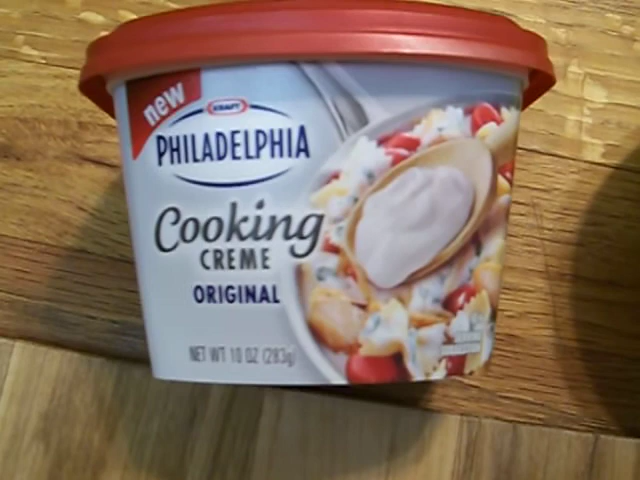 new
KRAFT
PHILADELPHIA
Cooking
CREME
ORIGINAL
NET WT 10 OZ (283g)